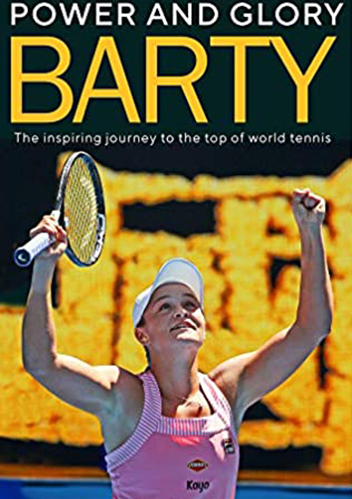 POWER AND GLORY
BARTY
The inspiring journey to the top of world tennis
Kayo